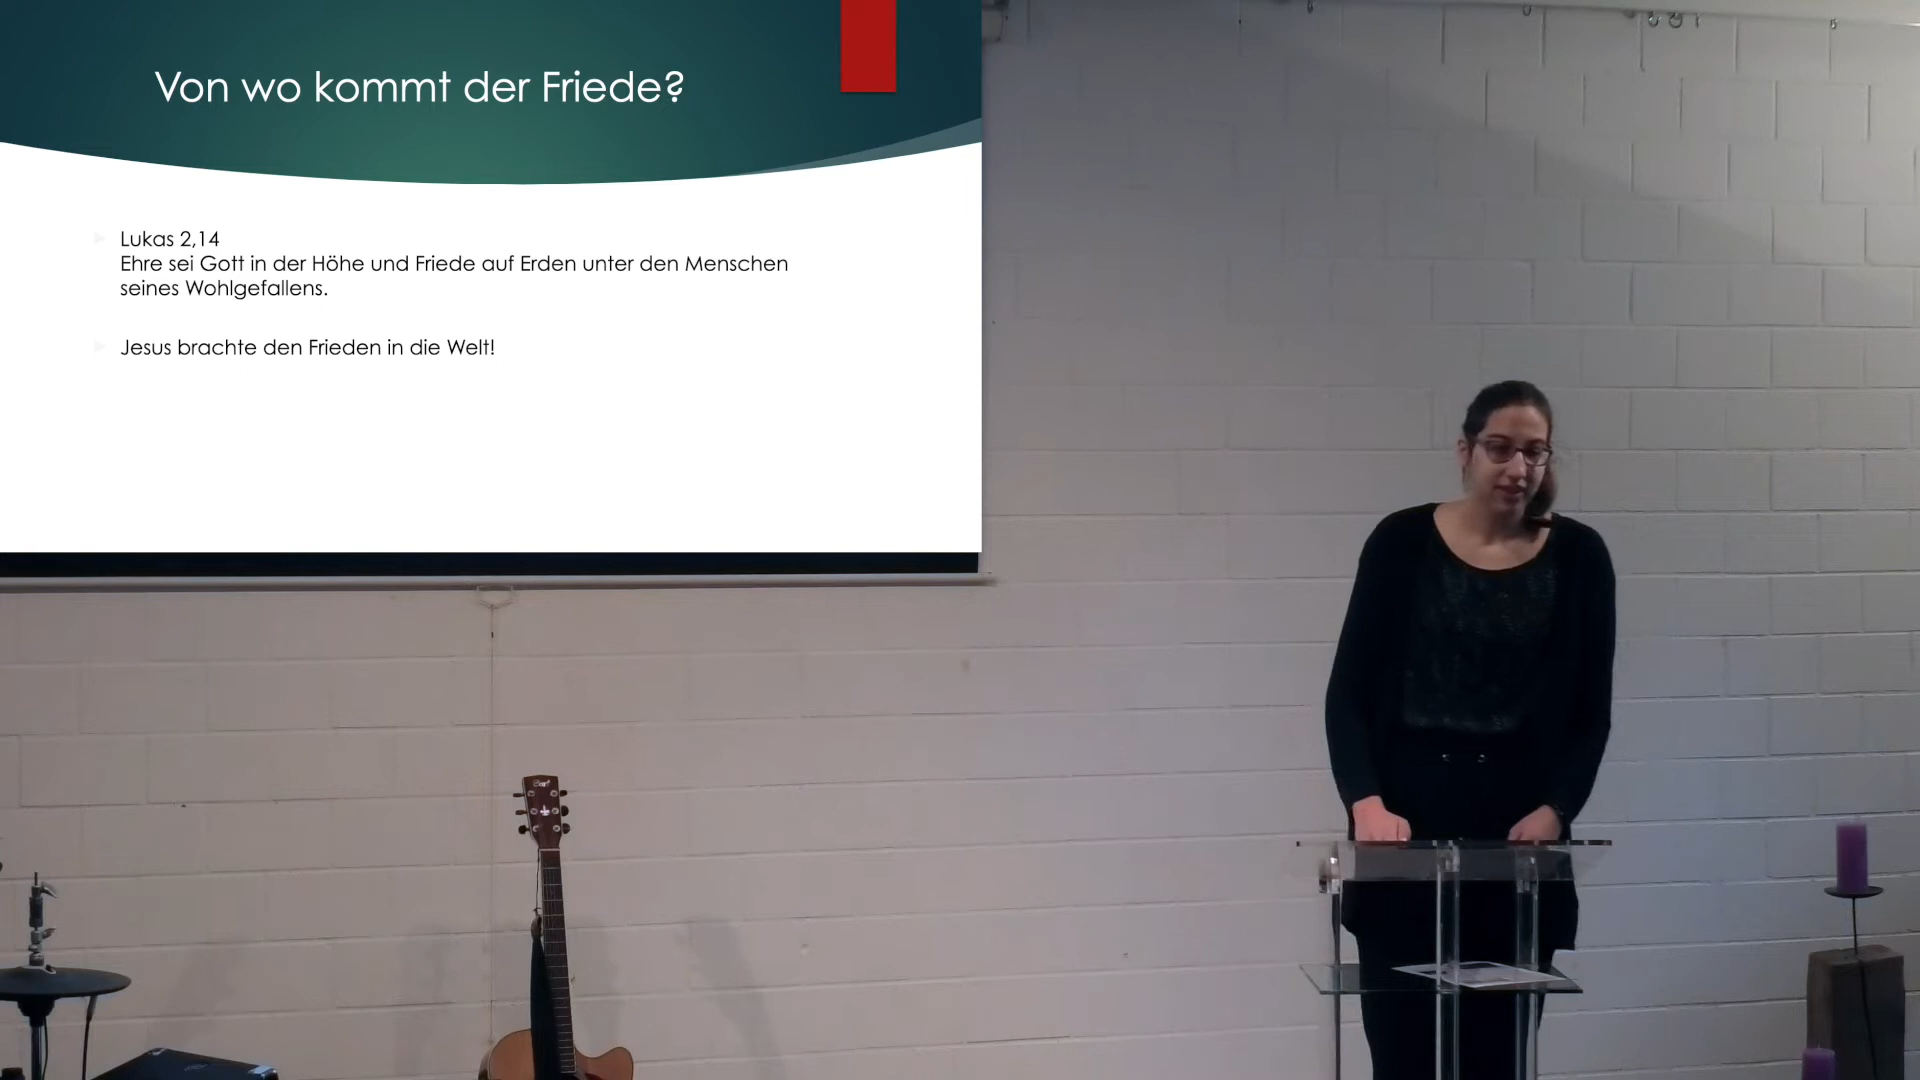 Von wo kommt der Friede?
Lukas 2,14
Ehre sei Gott in der Höhe und Friede auf Erden unter den Menschen
seines Wohlgefallens.
Jesus brachte den Frieden in die Welt!
Cort